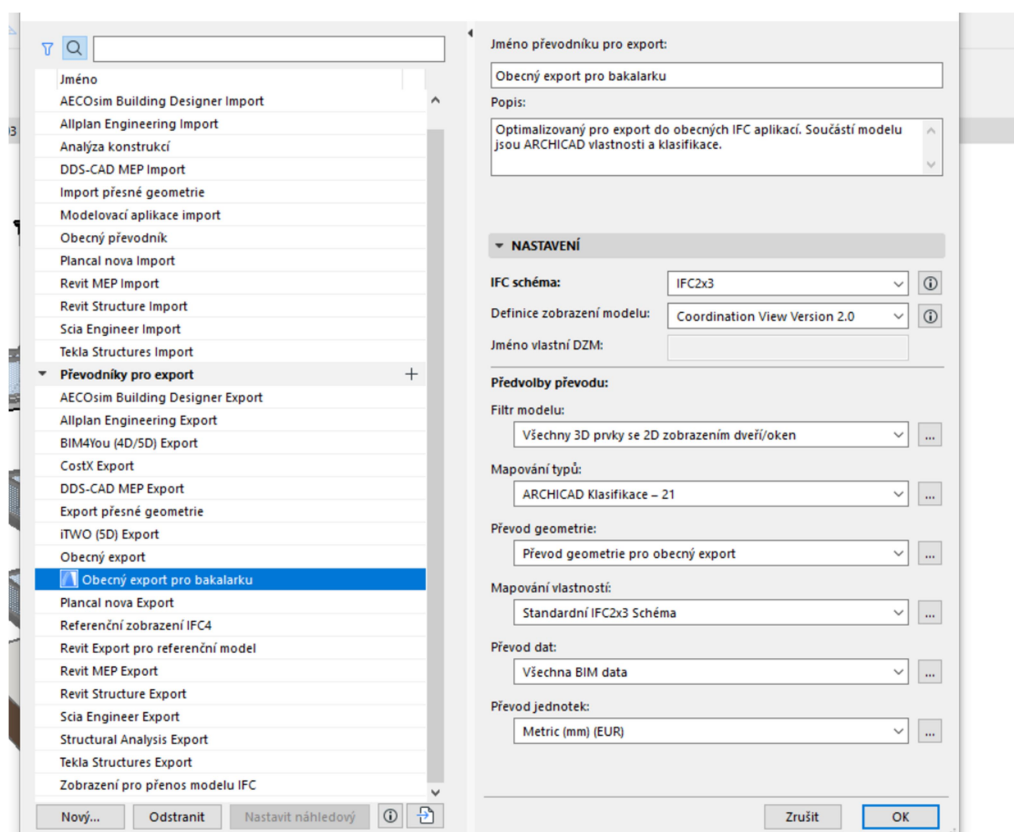 Jméno
AECOsim Building Designer Import
Allplan Engineering Import
Analýza konstrukcí
DDS-CAD MEP Import
Import přesné geometrie
Modelovací aplikace import
Obecný převodník
Plancal nova Import
Revit MEP Import
Revit Structure Import
Scia Engineer Import
Tekla Structures Import
Převodníky pro export
AECOsim Building Designer Export
Allplan Engineering Export
BIM4You (4D/5D) Export
CostX Export
DDS-CAD MEP Export
Export přesné geometrie
iTWO (5D) Export
Obecný export
Obecný export pro bakalarku
Plancal nova Export
Referenční zobrazení IFC4
Revit Export pro referenční model
Revit MEP Export
Revit Structure Export
Scia Engineer Export
Structural Analysis Export
Tekla Structures Export
Zobrazení pro přenos modelu IFC
Nový...
Odstranit
Nastavit náhledový
Jméno převodníku pro export:
Obecný export pro bakalarku
Popis:
Optimalizovaný pro export do obecných IFC aplikací. Součástí modelu
jsou ARCHICAD vlastnosti a klasifikace.
NASTAVENÍ
IFC schéma: IFC2x3
Definice zobrazení modelu: Coordination View Version 2.0
Jméno vlastní DZM:
Předvolby převodu:
Filtr modelu:
Všechny 3D prvky se 2D zobrazením dveří/oken ...
Mapování typů:
ARCHICAD Klasifikace – 21 ...
Převod geometrie:
Převod geometrie pro obecný export ...
Mapování vlastností:
Standardní IFC2x3 Schéma ...
Převod dat:
Všechna BIM data ...
Převod jednotek:
Metric (mm) (EUR) ...
Zrušit
OK